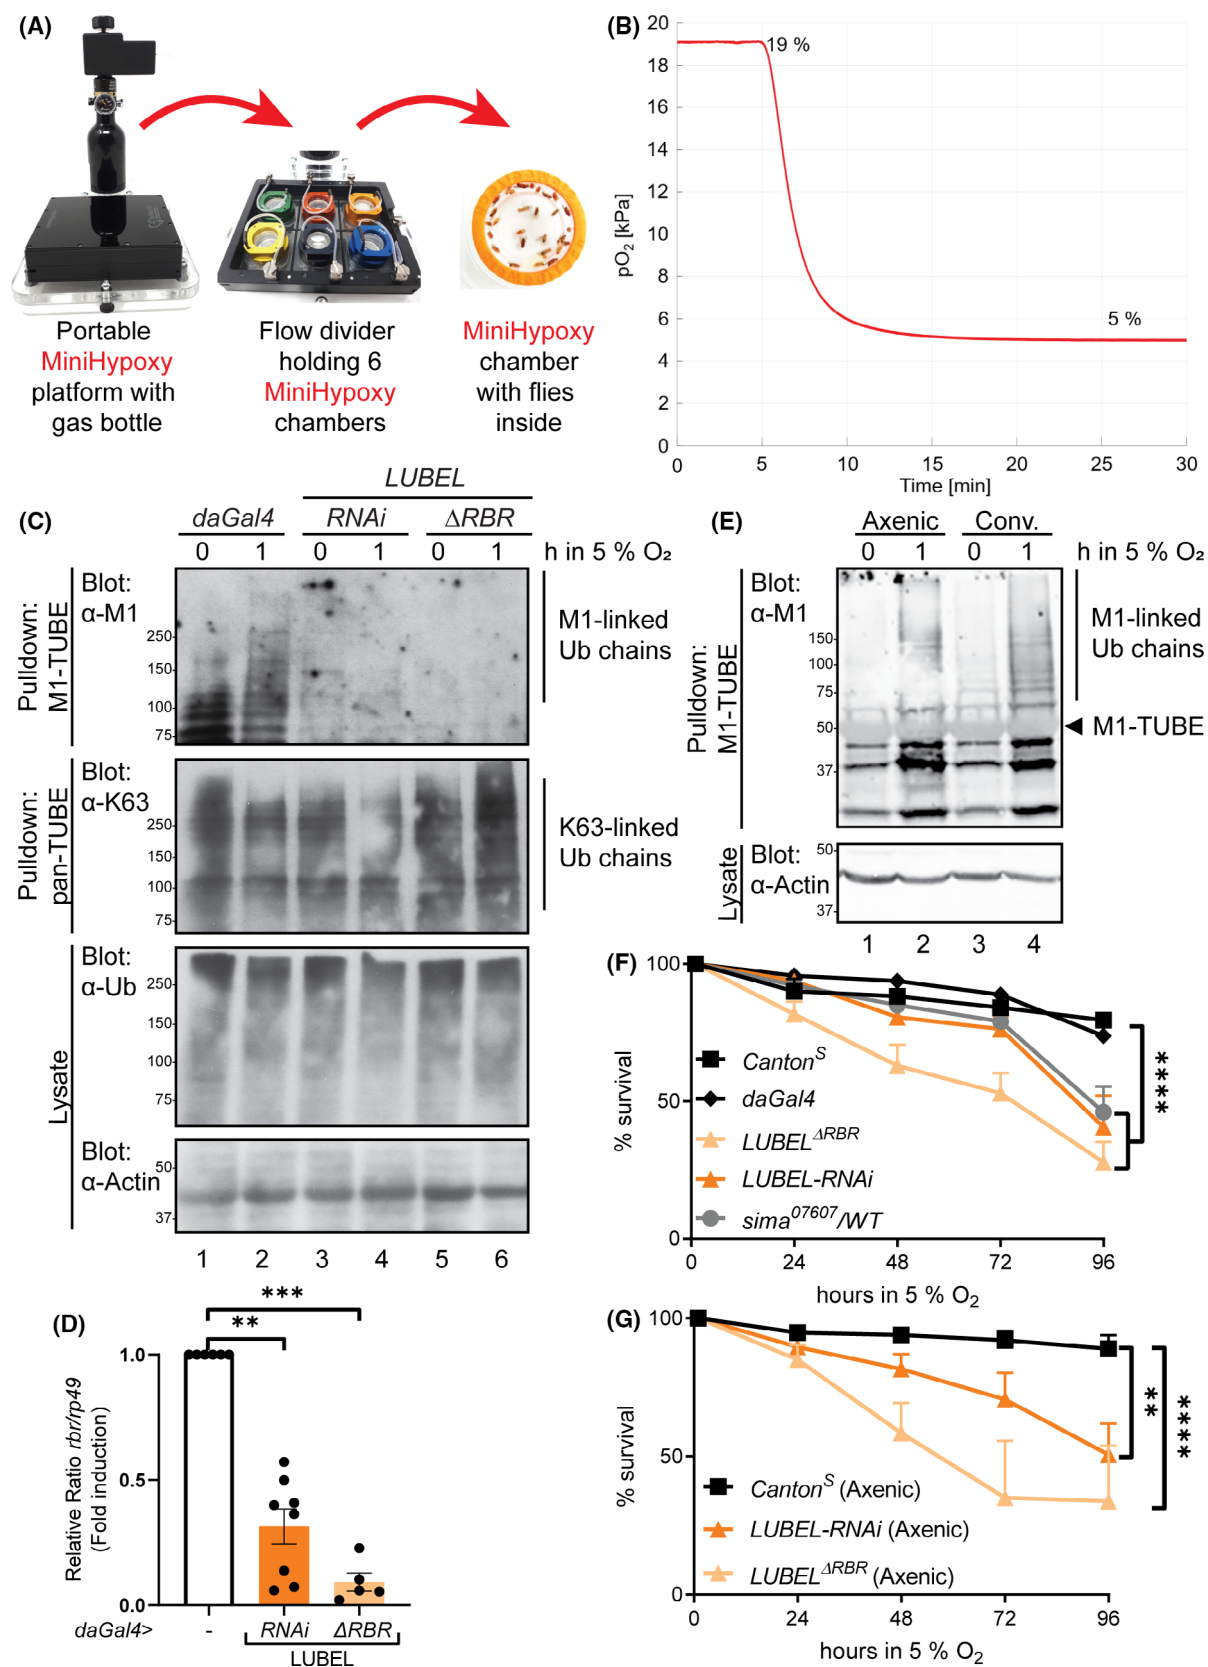 (A)
Portable
MiniHypoxy
platform with
gas bottle
Flow divider
holding 6
MiniHypoxy
chambers
MiniHypoxy
chamber
with flies
inside
(B)
20
18
16
14
12
10
8
6
4
2
0
pO2 [kPa]
19 %
5 %
0 5 10 15 20 25 30
Time [min]
(C)
LUBEL
daGal4 RNAi ΔRBR
0 1 0 1 0 1 h in 5 % O2
Pulldown:
M1-TUBE
Blot:
α-M1
250
150
100
75
M1-linked
Ub chains
Pulldown:
pan-TUBE
Blot:
α-K63
250
150
100
75
K63-linked
Ub chains
Lysate
Blot:
α-Ub
250
150
100
75
Blot:
α-Actin
50
37
1 2 3 4 5 6
(D)
***
**
Relative Ratio rbr/rp49
(Fold induction)
1.0
0.5
0.0
daGal4> - RNAi ΔRBR
LUBEL
(E)
Axenic Conv.
0 1 0 1 h in 5 % O2
Pulldown:
M1-TUBE
Blot:
α-M1
150
100
75
50
37
M1-linked
Ub chains
M1-TUBE
Lysate
Blot:
α-Actin
50
37
1 2 3 4
(F)
100
50
0
% survival
CantonS
daGal4
LUBELΔRBR
LUBEL-RNAi
sima07607/WT
****
0 24 48 72 96
hours in 5 % O2
(G)
100
50
0
% survival
CantonS (Axenic)
LUBEL-RNAi (Axenic)
LUBELΔRBR (Axenic)
**
****
24 48 72 96
hours in 5 % O2